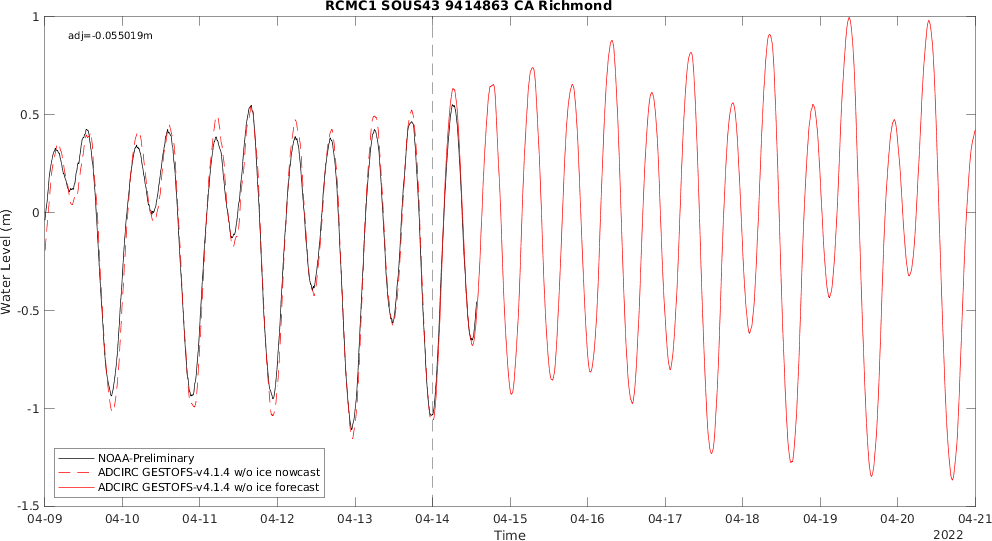 RCMC1 SOUS43 9414863 CA Richmond
adj=-0.055019m
1
0.5
0
-0.5
-1
-1.5
Water Level (m)
NOAA-Preliminary
ADCIRC GESTOFS-v4.1.4 w/o ice nowcast
ADCIRC GESTOFS-v4.1.4 w/o ice forecast
04-09 04-10 04-11 04-12 04-13 04-14 04-15 04-16 04-17 04-18 04-19 04-20 04-21
Time
2022